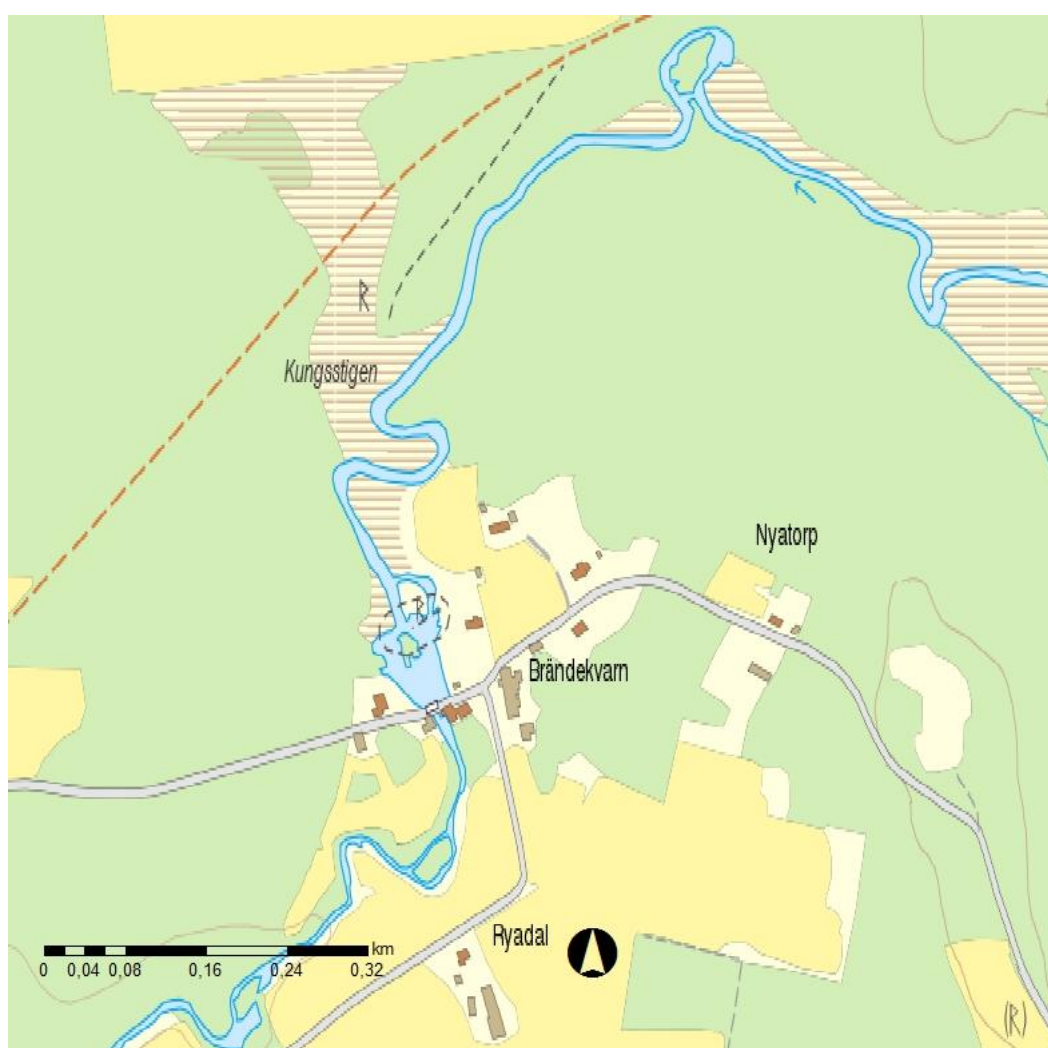 R
Kungsstigen
Nyatorp
R
Brändekvarn
Ryadal
km
0 0,04 0,08 0,16 0,24 0,32
(R)